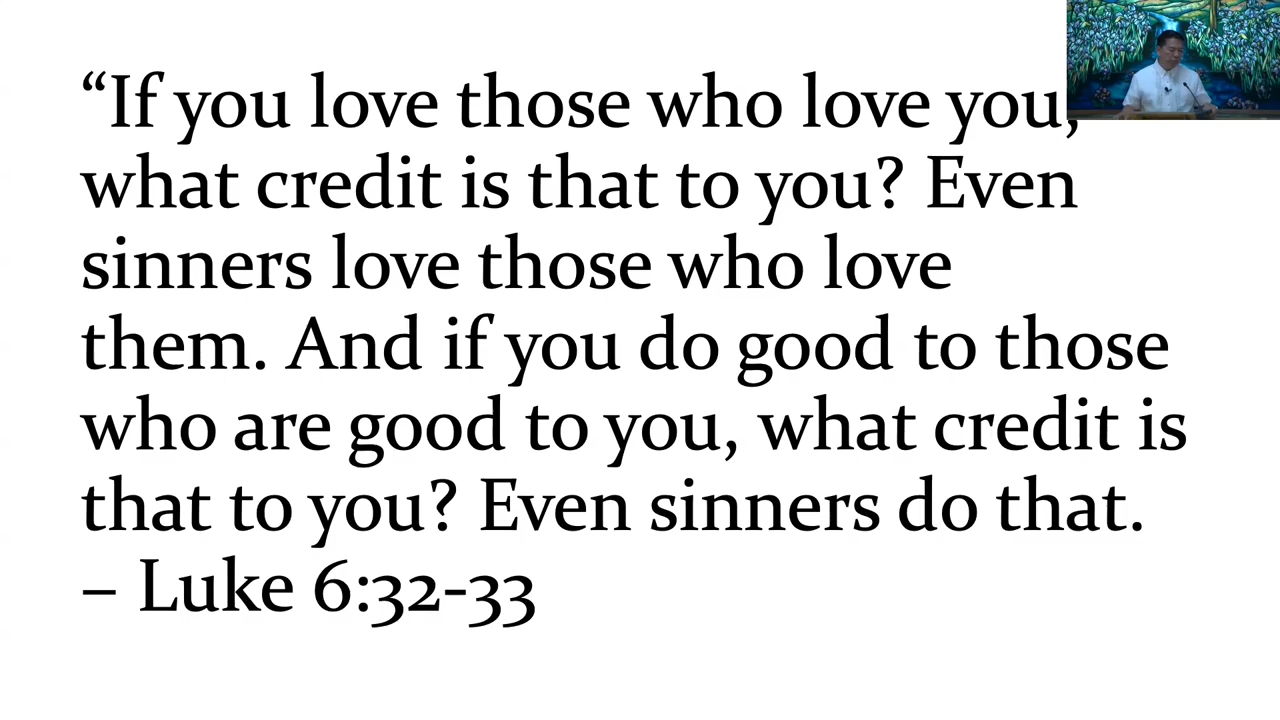 “If you love those who love you,
what credit is that to you? Even
sinners love those who love
them. And if you do good to those
who are good to you, what credit is
that to you? Even sinners do that.
– Luke 6:32-33